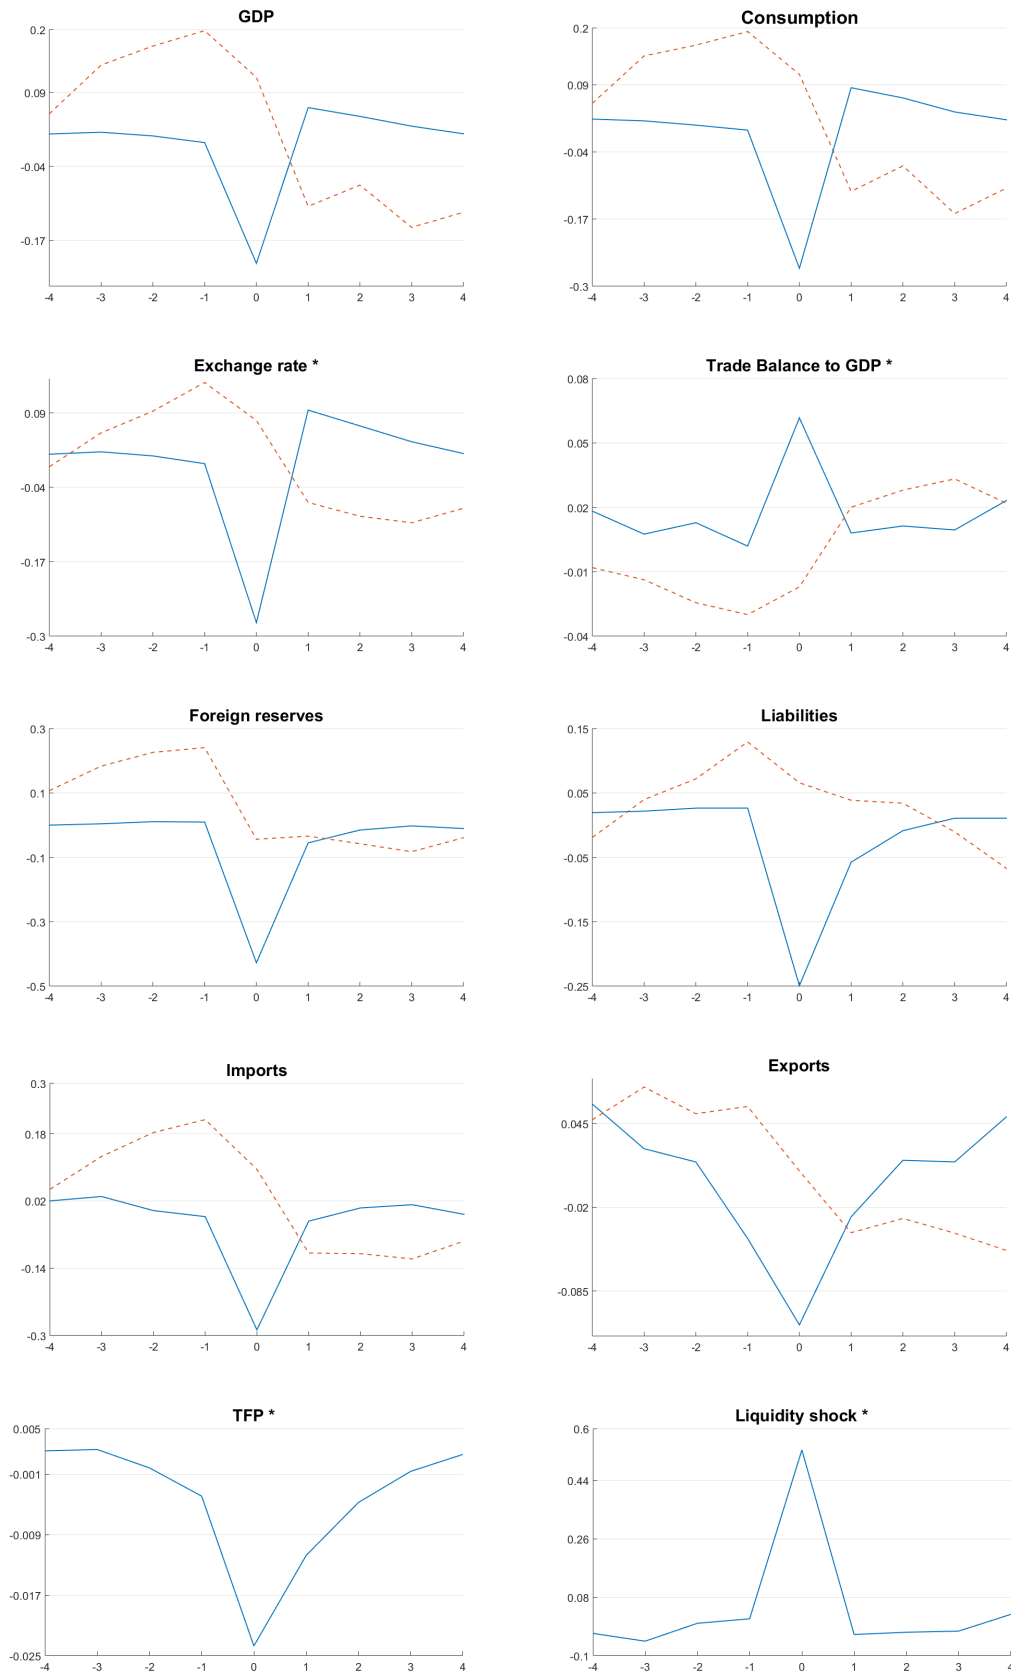 GDP
0.2
0.09
-0.04
-0.17
-4 -3 -2 -1 0 1 2 3 4
Consumption
0.2
0.09
-0.04
-0.17
-0.3
-4 -3 -2 -1 0 1 2 3 4
Exchange rate *
0.09
-0.04
-0.17
-0.3
-4 -3 -2 -1 0 1 2 3 4
Trade Balance to GDP *
0.08
0.05
0.02
-0.01
-0.04
-4 -3 -2 -1 0 1 2 3 4
Foreign reserves
0.3
0.1
-0.1
-0.3
-0.5
-4 -3 -2 -1 0 1 2 3 4
Liabilities
0.15
0.05
-0.05
-0.15
-0.25
-4 -3 -2 -1 0 1 2 3 4
Imports
0.3
0.18
0.02
-0.14
-0.3
-4 -3 -2 -1 0 1 2 3 4
Exports
0.045
-0.02
-0.085
-4 -3 -2 -1 0 1 2 3 4
TFP *
0.005
-0.001
-0.009
-0.017
-0.025
-4 -3 -2 -1 0 1 2 3 4
Liquidity shock *
0.6
0.44
0.26
0.08
-0.1
-4 -3 -2 -1 0 1 2 3 4